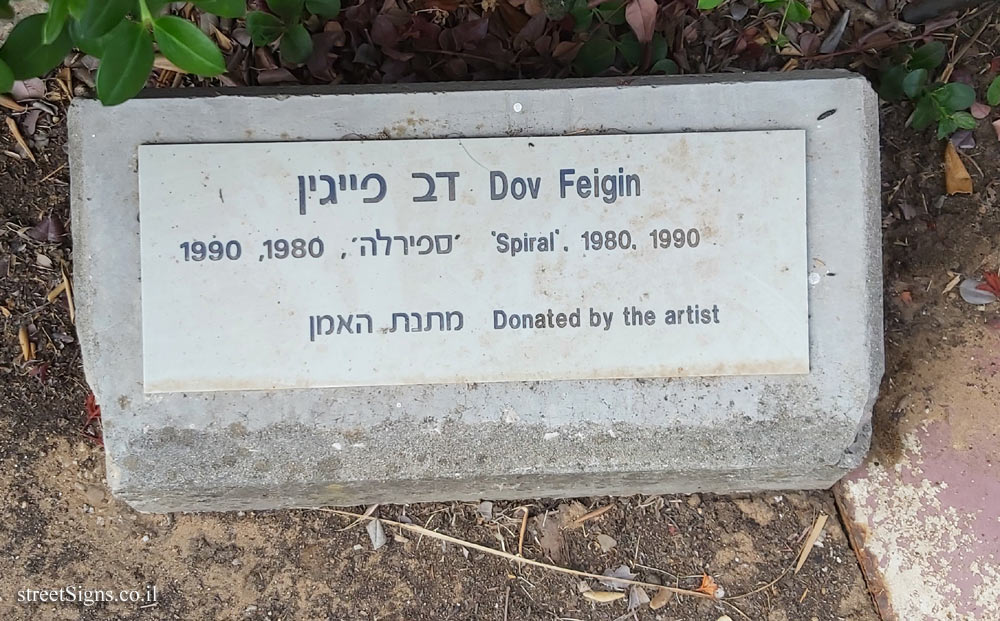 דב פייגין Dov Feigin
'ספירלה', 1980, 1990 'Spiral'. 1980. 1990
מתנת האמן Donated by the artist
streetSigns.co.il